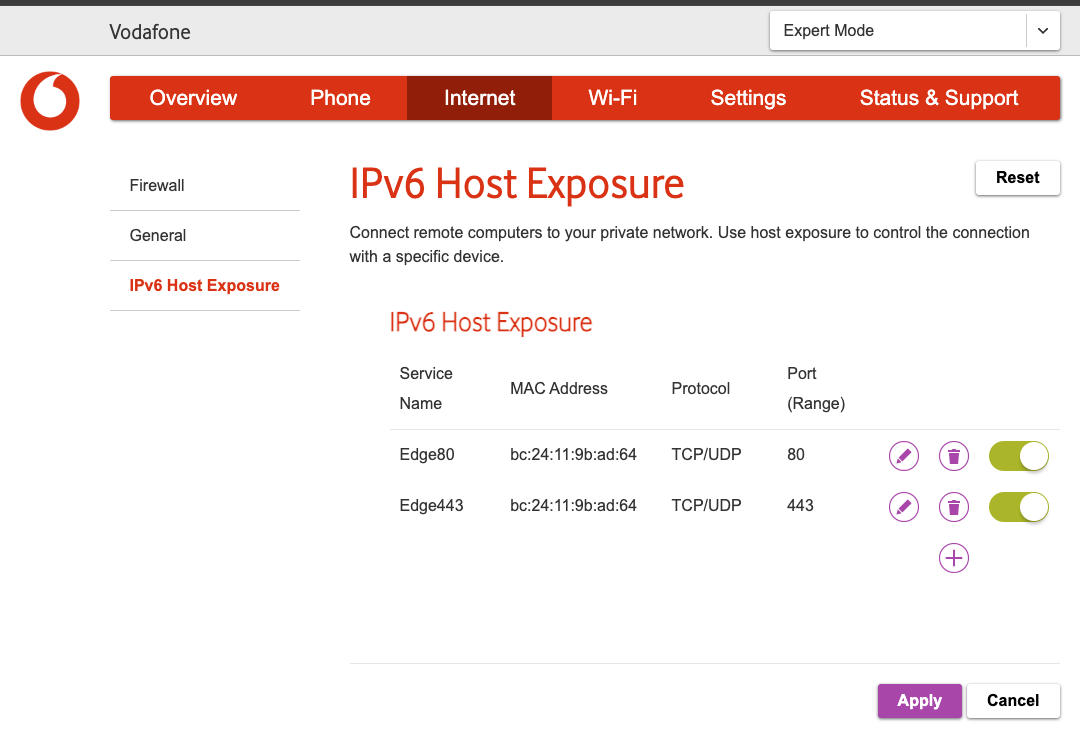 Vodafone
Expert Mode
Overview Phone Internet Wi-Fi Settings Status & Support
Firewall
General
IPv6 Host Exposure
IPv6 Host Exposure
Reset
Connect remote computers to your private network. Use host exposure to control the connection
with a specific device.
IPv6 Host Exposure
Service
Name
MAC Address
Protocol
Port
(Range)
Edge80 bc:24:11:9b:ad:64 TCP/UDP 80
Edge443 bc:24:11:9b:ad:64 TCP/UDP 443
Apply Cancel